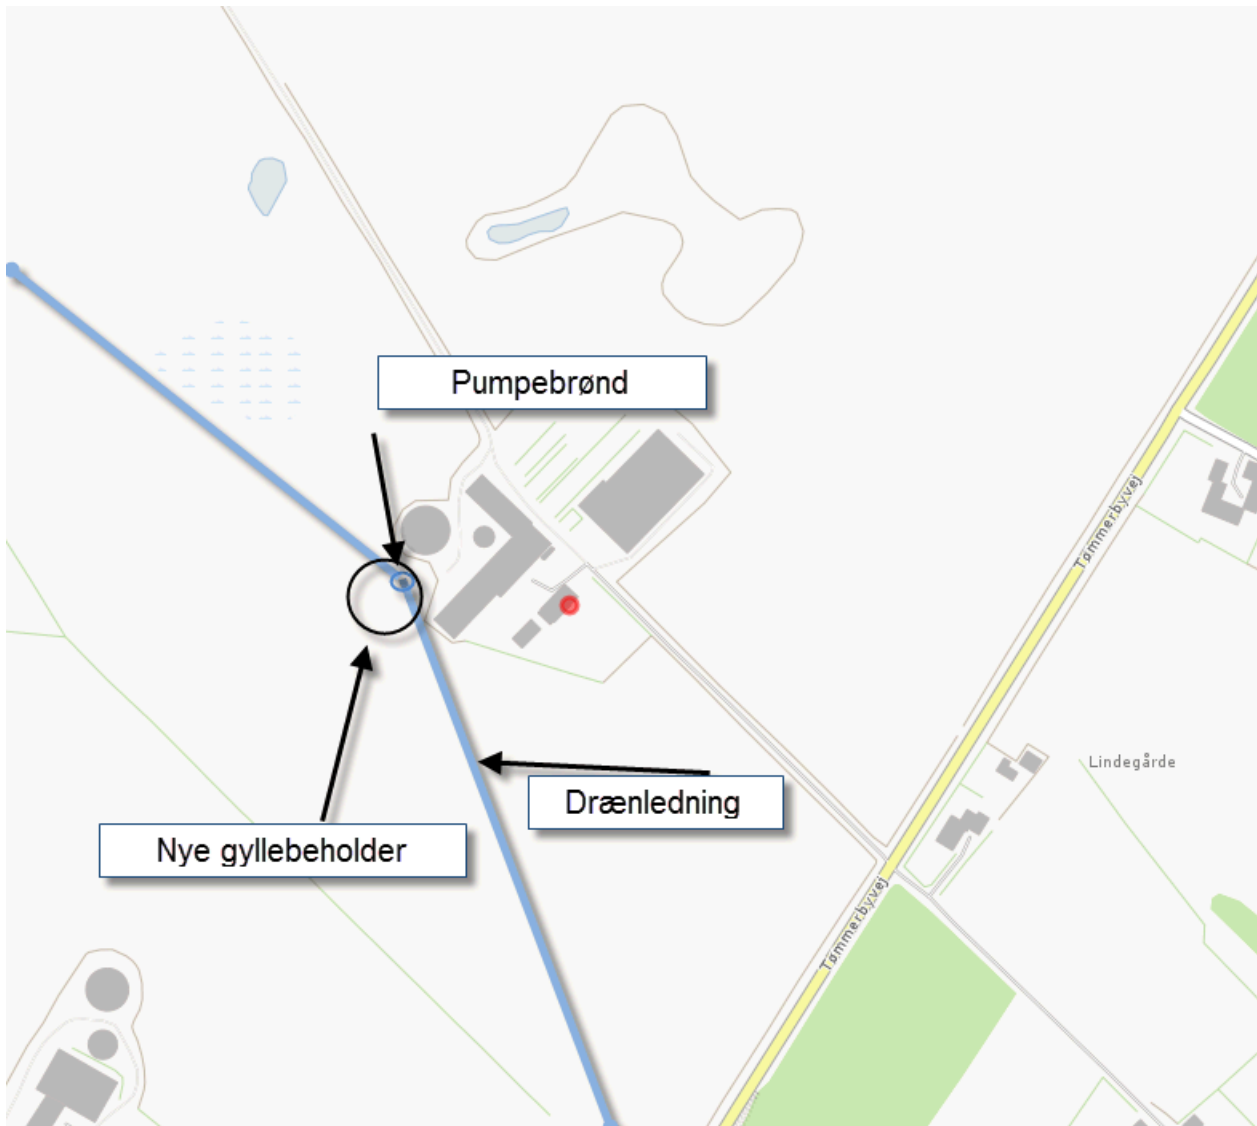 Pumpebrønd
Tømmerbyvej
Lindegårde
Drænledning
Nye gyllebeholder
Tømmerbyvej